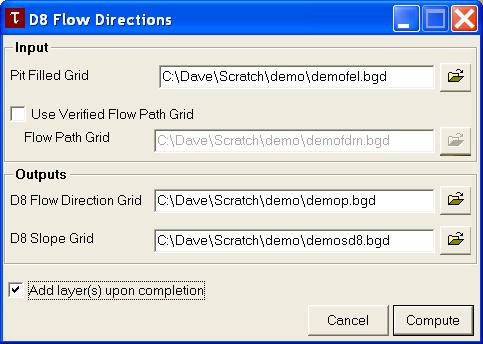 τ D8 Flow Directions
Input
Pit Filled Grid C:\Dave\Scratch\demo\demofel.bgd
Use Verified Flow Path Grid
Flow Path Grid C:\Dave\Scratch\demo\demofdrn.bgd
Outputs
D8 Flow Direction Grid C:\Dave\Scratch\demo\demop.bgd
D8 Slope Grid C:\Dave\Scratch\demo\demosd8.bgd
Add layer(s) upon completion
Cancel Compute